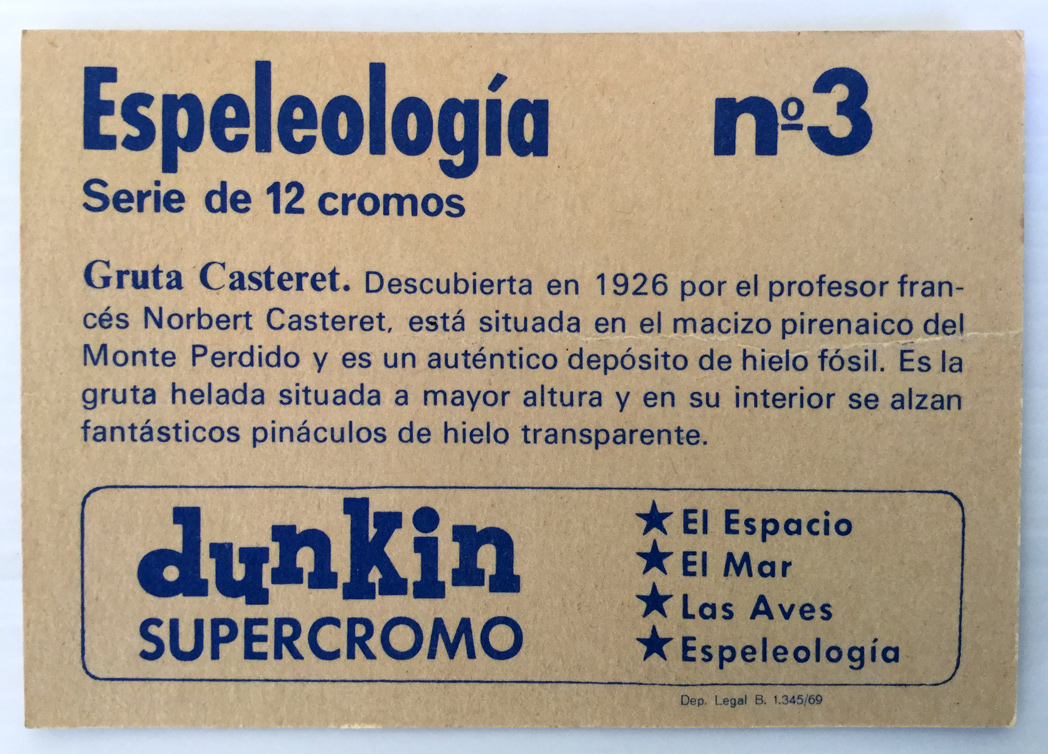 Espeleología nº3
Serie de 12 cromos
Gruta Casteret. Descubierta en 1926 por el profesor fran-
cés Norbert Casteret, está situada en el macizo pirenaico del
Monte Perdido y es un auténtico depósito de hielo fósil. Es la
gruta helada situada a mayor altura y en su interior se alzan
fantásticos pináculos de hielo transparente.
dunkin
SUPERCROMO
★ El Espacio
★ El Mar
★ Las Aves
★ Espeleología
Dep. Legal B. 1.345/69